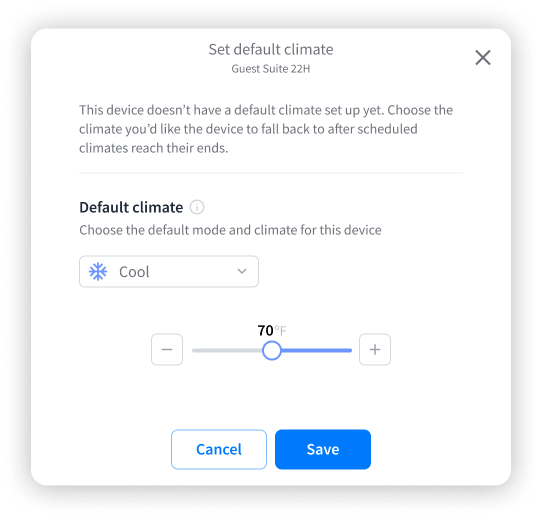 Set default climate
Guest Suite 22H
This device doesn’t have a default climate set up yet. Choose the
climate you’d like the device to fall back to after scheduled
climates reach their ends.
Default climate
Choose the default mode and climate for this device
Cool
70°F
Cancel Save